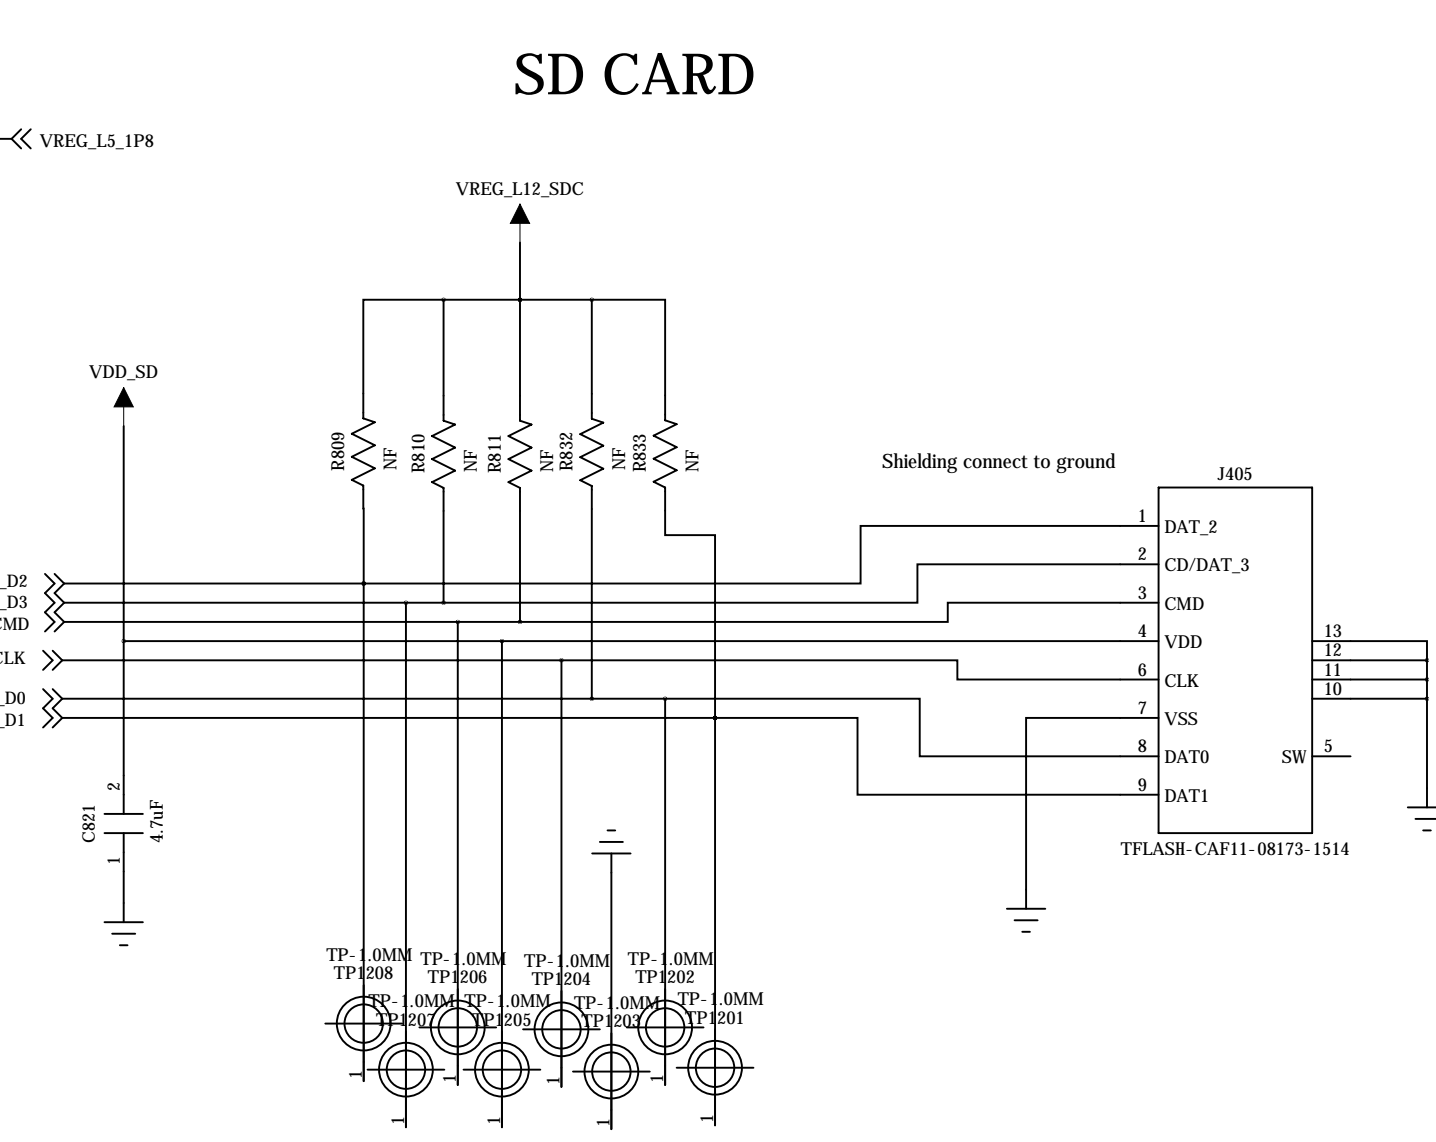 SD CARD
VREG_L5_1P8
VREG_L12_SDC
VDD_SD
R809
NF
R810
NF
R811
NF
R832
NF
R833
NF
Shielding connect to ground
J405
1
DAT_2
2
CD/DAT_3
3
CMD
4
VDD
6
CLK
7
VSS
8
DAT0
9
DAT1
13
12
11
10
SW
5
TFLASH-CAF11-08173-1514
_D2
_D3
CMD
CLK
_D0
_D1
2
C821
4.7uF
1
TP-1.0MM
TP1208
TP-1.0MM
TP1206
TP-1.0MM
TP1204
TP-1.0MM
TP1202
TP-1.0MM
TP1207
TP-1.0MM
TP1205
TP-1.0MM
TP1203
TP-1.0MM
TP1201
1
1
1
1
1
1
1
1